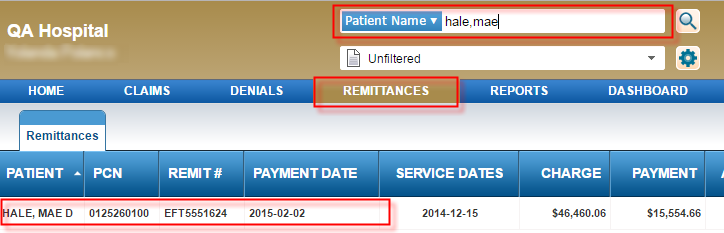 Patient Name ▾ hale,mae
QA Hospital
Unfiltered
HOME CLAIMS DENIALS REMITTANCES REPORTS DASHBOARD
Remittances
PATIENT PCN REMIT # PAYMENT DATE SERVICE DATES CHARGE PAYMENT
HALE, MAE D 0125260100 EFT5551624 2015-02-02 2014-12-15 $46,460.06 $15,554.66